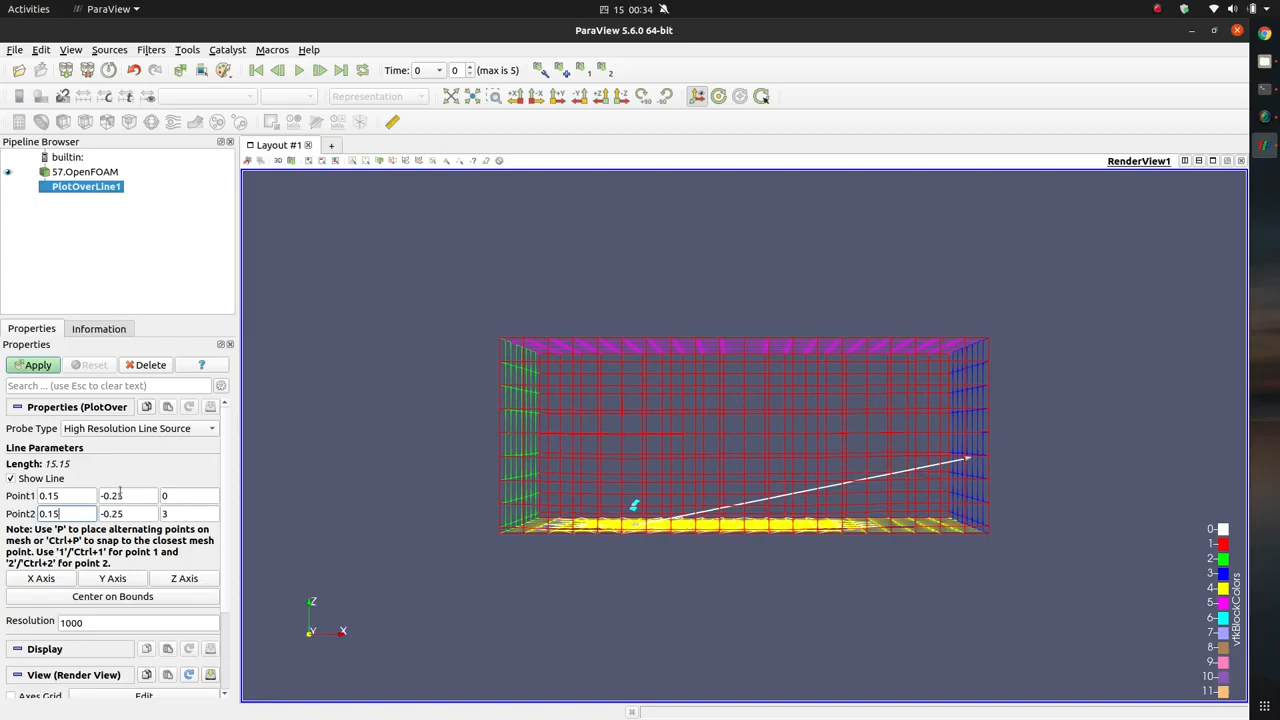 Activities
ParaView
15 00:34
ParaView 5.6.0 64-bit
File Edit View Sources Filters Tools Catalyst Macros Help
Time: 0 0 (max is 5)
Representation
Pipeline Browser
Layout #1
+
builtin:
57.OpenFOAM
PlotOverLine1
3D
RenderView1
Properties Information
Properties
Apply Reset Delete ?
Search ... (use Esc to clear text)
Properties (PlotOver
Probe Type High Resolution Line Source
Line Parameters
Length: 15.15
Show Line
Point1 0.15 -0.25 0
Point2 0.15 -0.25 3
Note: Use 'P' to place alternating points on
mesh or 'Ctrl+P' to snap to the closest mesh
point. Use '1'/'Ctrl+1' for point 1 and
'2'/'Ctrl+2' for point 2.
X Axis Y Axis Z Axis
Center on Bounds
Resolution 1000
Display
View (Render View)
Axes Grid Edit
Z
Y
X
0
1
2
3
4
5
6
7
8
9
10
11
vtkBlockColors